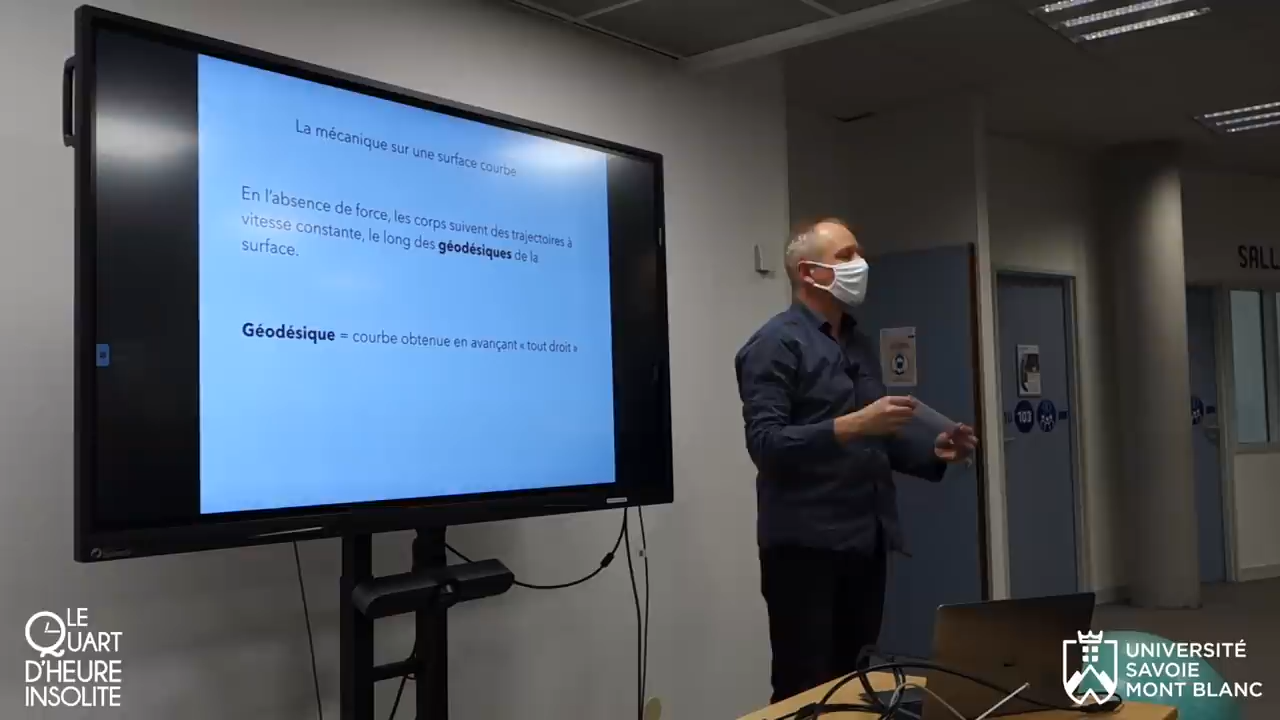 La mécanique sur une surface courbe
En l'absence de force, les corps suivent des trajectoires à
vitesse constante, le long des géodésiques de la
surface.
Géodésique = courbe obtenue en avançant « tout droit »
SALL
103
LE
QUART
D'HEURE
INSOLITE
UNIVERSITÉ
SAVOIE
MONT BLANC